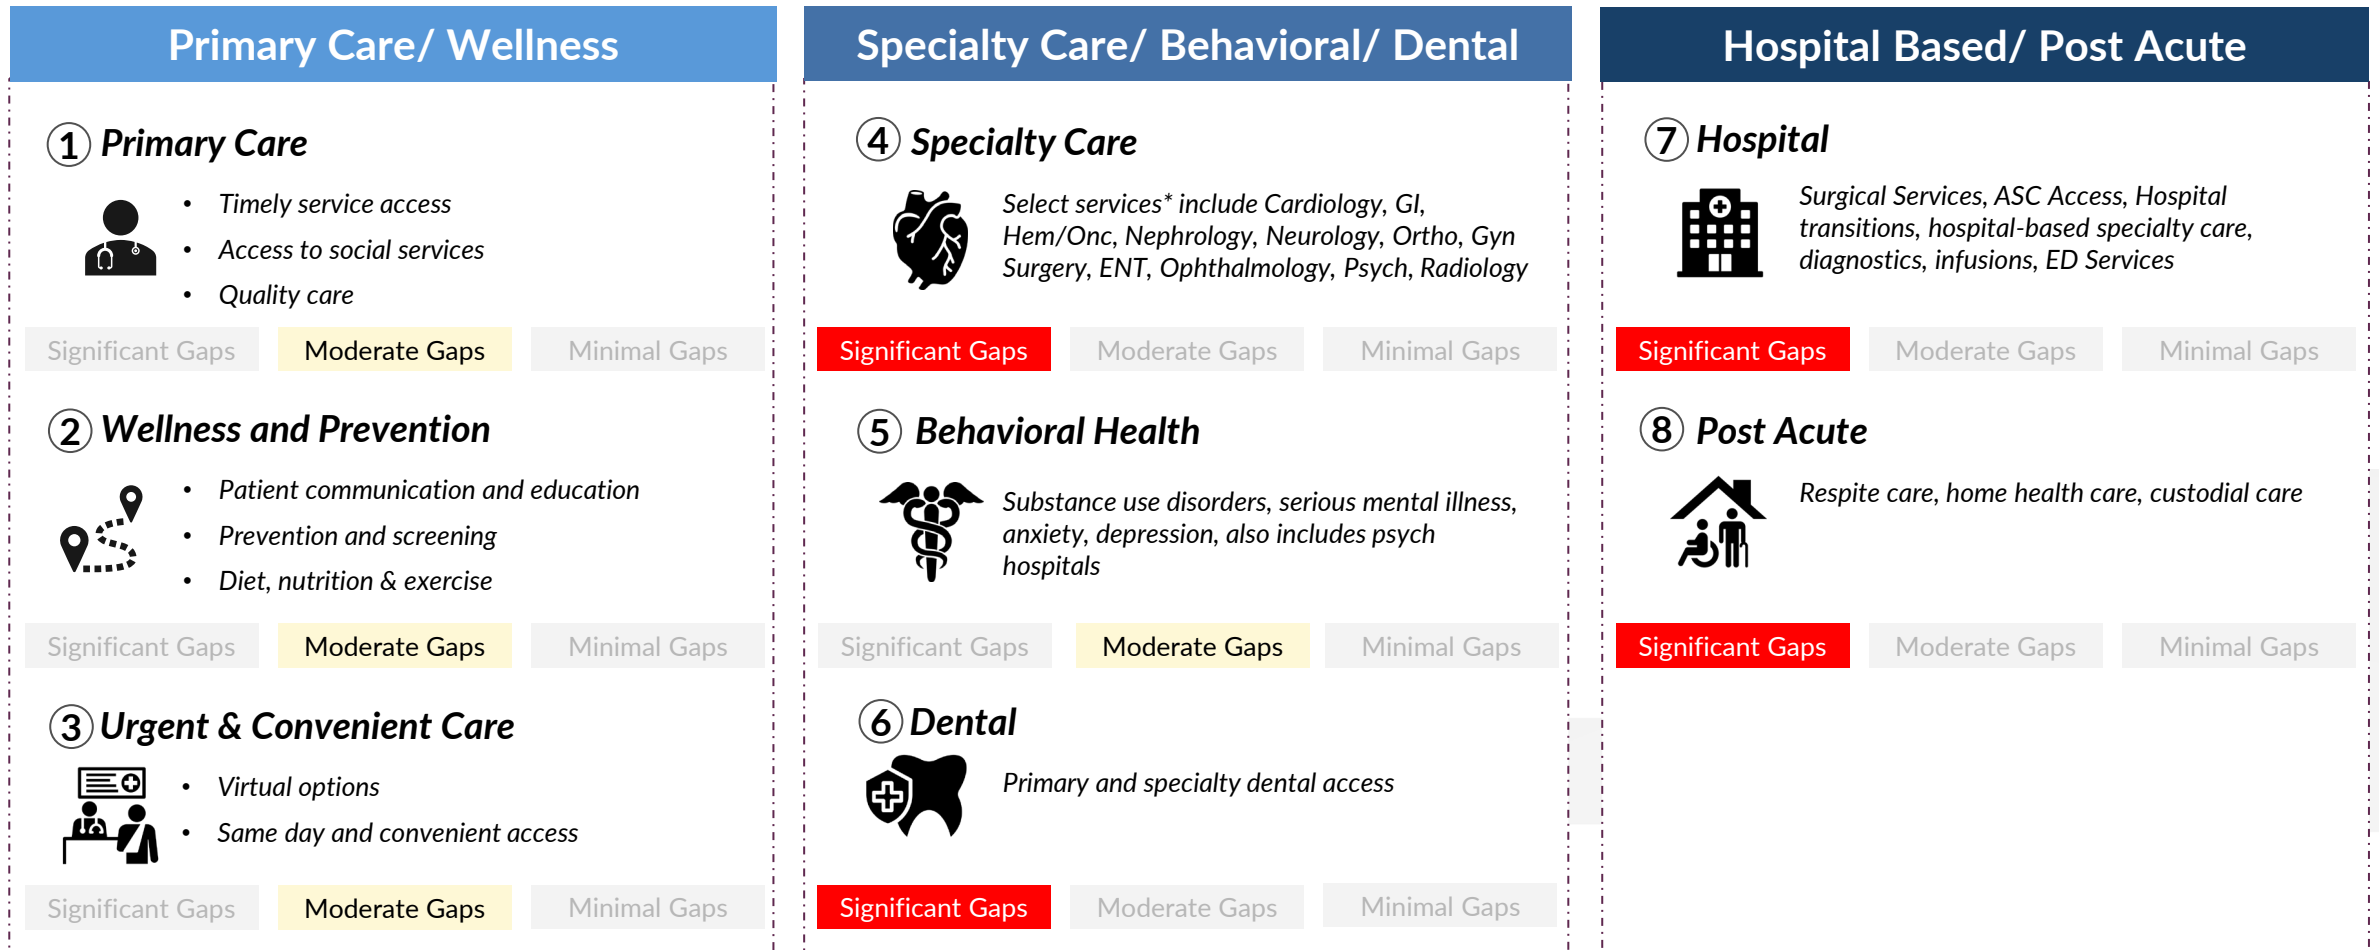 Primary Care/ Wellness
1 Primary Care
• Timely service access
• Access to social services
• Quality care
Significant Gaps Moderate Gaps Minimal Gaps
2 Wellness and Prevention
• Patient communication and education
• Prevention and screening
• Diet, nutrition & exercise
Significant Gaps Moderate Gaps Minimal Gaps
3 Urgent & Convenient Care
• Virtual options
• Same day and convenient access
Significant Gaps Moderate Gaps Minimal Gaps
Specialty Care/ Behavioral/ Dental
4 Specialty Care
Select services* include Cardiology, GI,
Hem/Onc, Nephrology, Neurology, Ortho, Gyn
Surgery, ENT, Ophthalmology, Psych, Radiology
Significant Gaps Moderate Gaps Minimal Gaps
5 Behavioral Health
Substance use disorders, serious mental illness,
anxiety, depression, also includes psych
hospitals
Significant Gaps Moderate Gaps Minimal Gaps
6 Dental
Primary and specialty dental access
Significant Gaps Moderate Gaps Minimal Gaps
Hospital Based/ Post Acute
7 Hospital
Surgical Services, ASC Access, Hospital
transitions, hospital-based specialty care,
diagnostics, infusions, ED Services
Significant Gaps Moderate Gaps Minimal Gaps
8 Post Acute
Respite care, home health care, custodial care
Significant Gaps Moderate Gaps Minimal Gaps